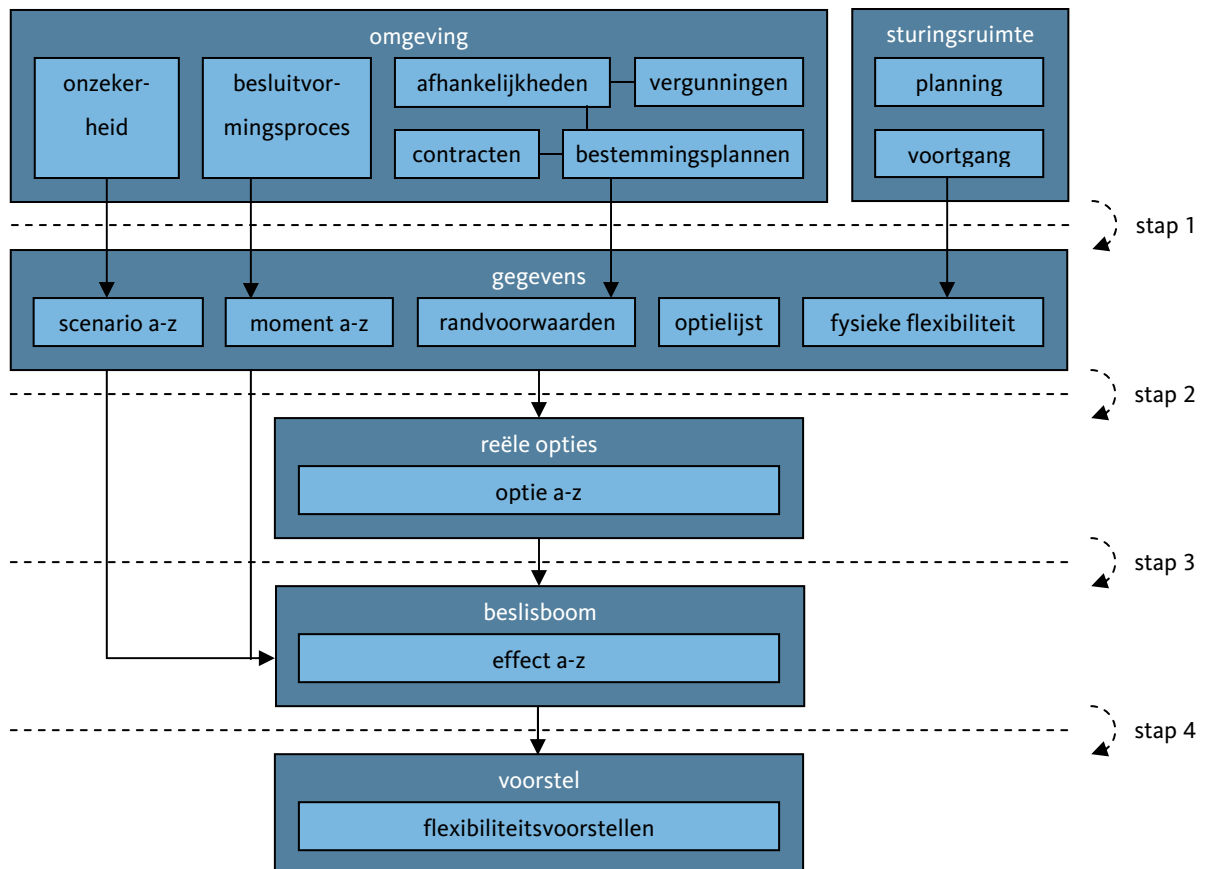 omgeving
onzeker-
heid
besluitvor-
mingsproces
afhankelijkheden
vergunningen
contracten
bestemmingsplannen
sturingsruimte
planning
voortgang
stap 1
gegevens
scenario a-z
moment a-z
randvoorwaarden
optielijst
fysieke flexibiliteit
stap 2
reële opties
optie a-z
stap 3
beslisboom
effect a-z
stap 4
voorstel
flexibiliteitsvoorstellen